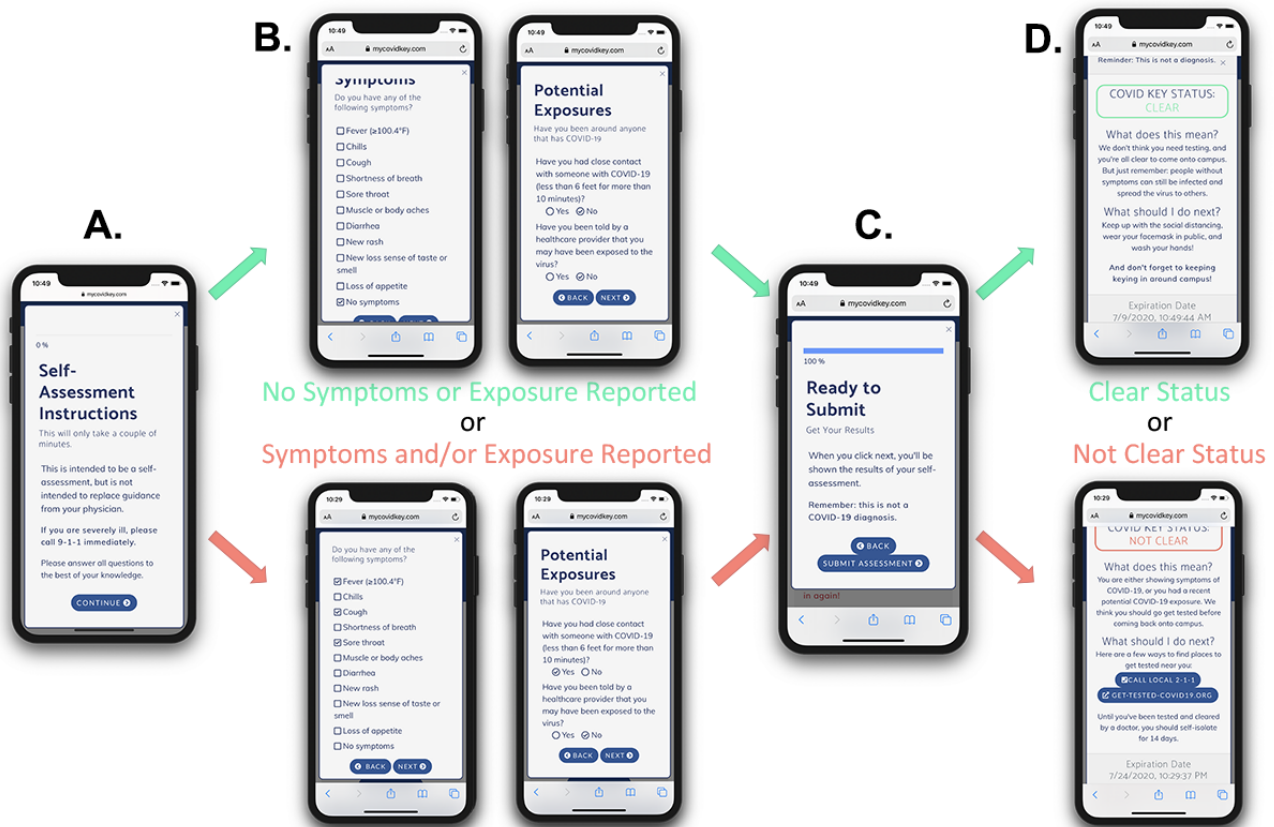 A.
10:49
mycovidkey.com
×
0 %
Self-
Assessment
Instructions
This will only take a couple of
minutes.
This is intended to be a self-
assessment, but is not
intended to replace guidance
from your physician.
If you are severely ill, please
call 9-1-1 immediately.
Please answer all questions to
the best of your knowledge.
CONTINUE
B.
10:49
AA mycovidkey.com
×
Symptoms
Do you have any of the
following symptoms?
Fever (≥100.4°F)
Chills
Cough
Shortness of breath
Sore throat
Muscle or body aches
Diarrhea
New rash
New loss sense of taste or
smell
Loss of appetite
No symptoms
10:49
AA mycovidkey.com
×
Potential
Exposures
Have you been around anyone
that has COVID-19
Have you had close contact
with someone with COVID-19
(less than 6 feet for more than
10 minutes)?
Yes No
Have you been told by a
healthcare provider that you
may have been exposed to the
virus?
Yes No
BACK NEXT
No Symptoms or Exposure Reported
or
Symptoms and/or Exposure Reported
10:29
AA mycovidkey.com
×
Do you have any of the
following symptoms?
Fever (≥100.4°F)
Chills
Cough
Shortness of breath
Sore throat
Muscle or body aches
Diarrhea
New rash
New loss sense of taste or
smell
Loss of appetite
No symptoms
BACK NEXT
10:29
AA mycovidkey.com
×
Potential
Exposures
Have you been around anyone
that has COVID-19
Have you had close contact
with someone with COVID-19
(less than 6 feet for more than
10 minutes)?
Yes No
Have you been told by a
healthcare provider that you
may have been exposed to the
virus?
Yes No
BACK NEXT
C.
10:49
AA mycovidkey.com
×
100 %
Ready to
Submit
Get Your Results
When you click next, you'll be
shown the results of your self-
assessment.
Remember: this is not a
COVID-19 diagnosis.
BACK
SUBMIT ASSESSMENT
in again!
D.
10:49
AA mycovidkey.com
Reminder: This is not a diagnosis. ×
COVID KEY STATUS:
CLEAR
What does this mean?
We don't think you need testing, and
you're all clear to come onto campus.
But just remember: people without
symptoms can still be infected and
spread the virus to others.
What should I do next?
Keep up with the social distancing,
wear your facemask in public, and
wash your hands!
And don't forget to keeping
keying in around campus!
Expiration Date
7/9/2020, 10:49:44 AM
Clear Status
or
Not Clear Status
10:29
AA mycovidkey.com
COVID KEY STATUS:
NOT CLEAR
What does this mean?
You are either showing symptoms of
COVID-19, or you had a recent
potential COVID-19 exposure. We
think you should go get tested before
coming back onto campus.
What should I do next?
Here are a few ways to find places to
get tested near you:
CALL LOCAL 2-1-1
GET-TESTED-COVID19.ORG
Until you've been tested and cleared
by a doctor, you should self-isolate
for 14 days.
Expiration Date
7/24/2020, 10:29:37 PM